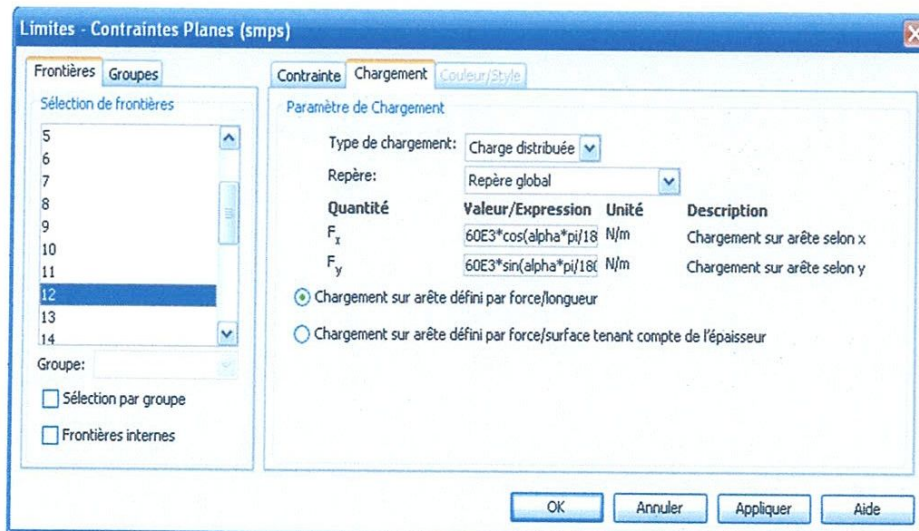 Limites - Contraintes Planes (smps)
Frontières Groupes
Sélection de frontières
5
6
7
8
9
10
11
12
13
14
Groupe:
Sélection par groupe
Frontières internes
Contrainte Chargement Couleur/Style
Paramètre de Chargement
Type de chargement: Charge distribuée
Repère: Repère global
Quantité Valeur/Expression Unité Description
Fx 60E3*cos(alpha*pi/18 N/m Chargement sur arête selon x
Fy 60E3*sin(alpha*pi/180 N/m Chargement sur arête selon y
Chargement sur arête défini par force/longueur
Chargement sur arête défini par force/surface tenant compte de l'épaisseur
OK Annuler Appliquer Aide